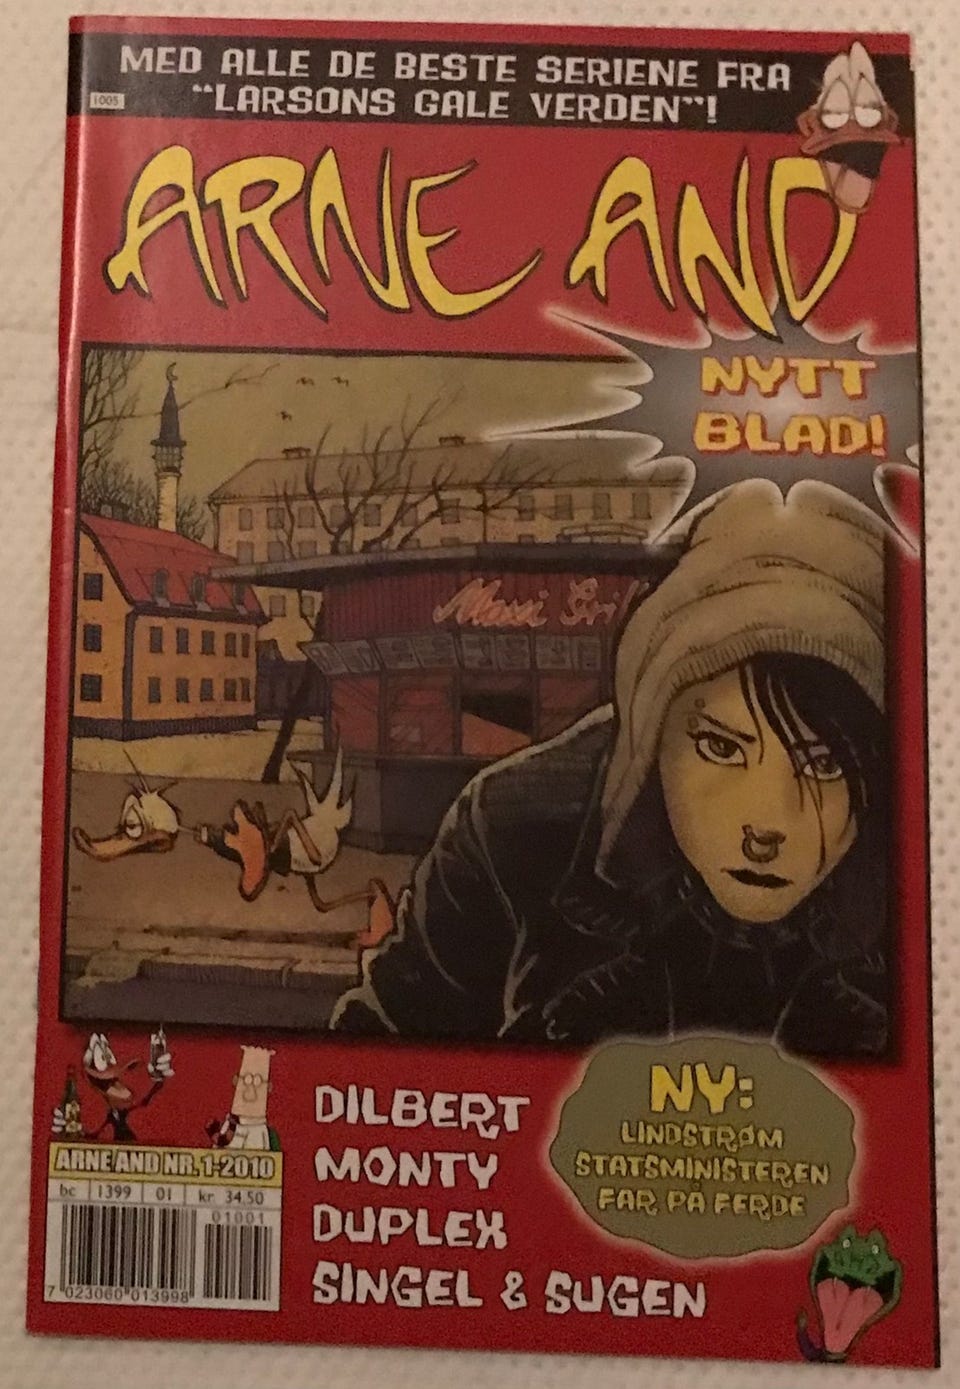 MED ALLE DE BESTE SERIENE FRA
"LARSONS GALE VERDEN"!
1005
ARNE AND
NYTT
BLAD!
Maxi Gril
DILBERT
MONTY
DUPLEX
SINGEL & SUGEN
NY:
LINDSTRØM
STATSMINISTEREN
FAR PÅ FERDE
ARNE AND NR. 1-2010
bc 1399 01 kr 34.50
01001
7 023060 013998